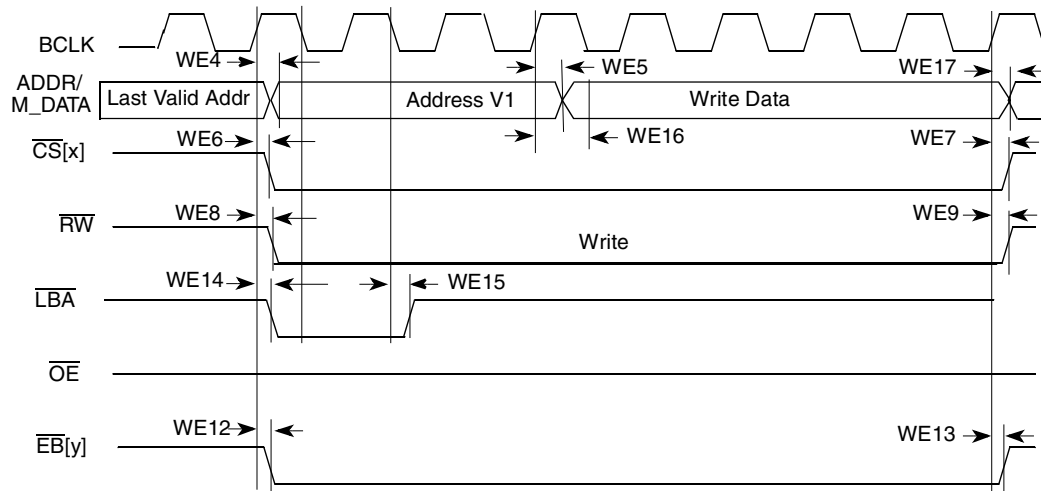 BCLK
WE4
WE5
WE17
ADDR/
M_DATA
Last Valid Addr
Address V1
Write Data
WE6
WE16
WE7
CS[x]
WE8
WE9
RW
Write
WE14
WE15
LBA
OE
WE12
WE13
EB[y]